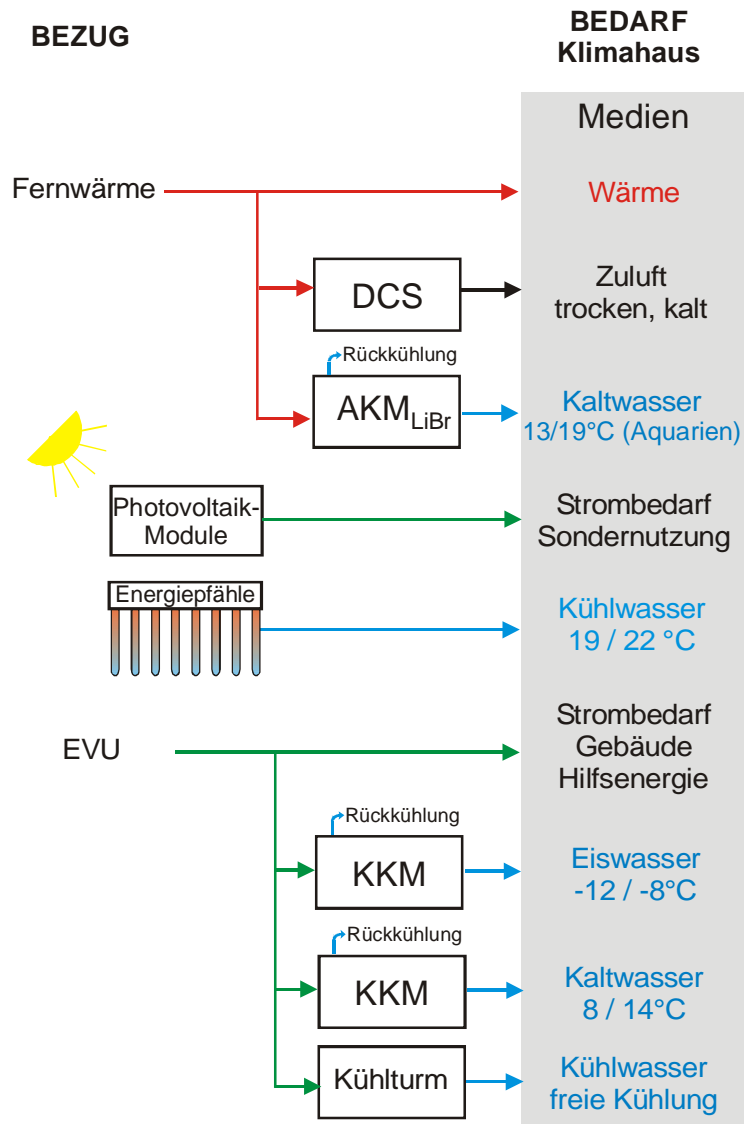 BEZUG
BEDARF
Klimahaus
Medien
Fernwärme
Wärme
DCS
Zuluft
trocken, kalt
Rückkühlung
AKM LiBr
Kaltwasser
13/19°C (Aquarien)
Photovoltaik-
Module
Strombedarf
Sondernutzung
Energiepfähle
Kühlwasser
19 / 22 °C
EVU
Strombedarf
Gebäude
Hilfsenergie
Rückkühlung
KKM
Eiswasser
-12 / -8°C
Rückkühlung
KKM
Kaltwasser
8 / 14°C
Kühlturm
Kühlwasser
freie Kühlung